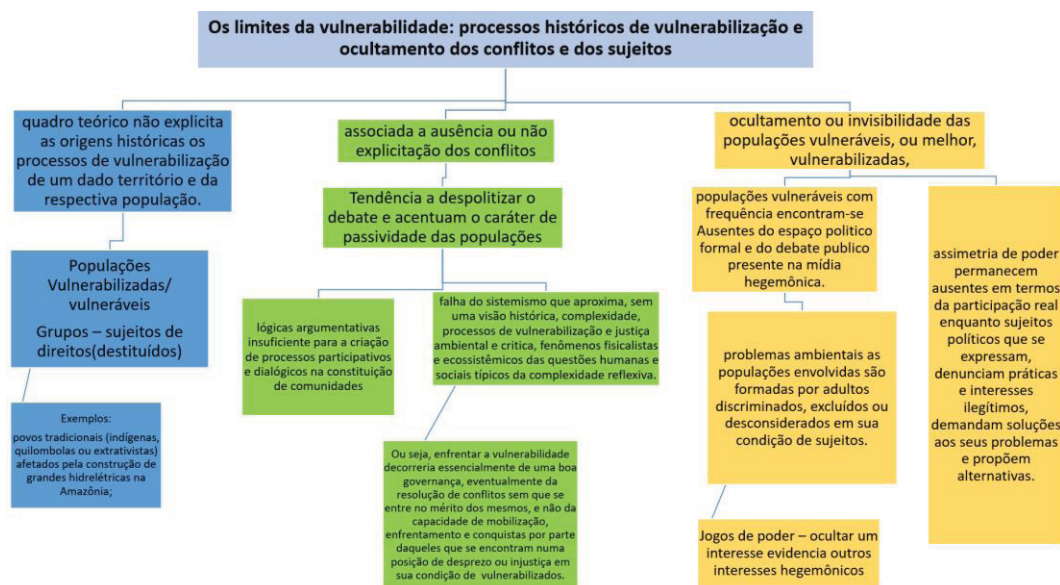 Os limites da vulnerabilidade: processos históricos de vulnerabilização e
ocultamento dos conflitos e dos sujeitos
quadro teórico não explicita
as origens históricas os
processos de vulnerabilização
de um dado território e da
respectiva população.
Populações
Vulnerabilizadas/
vulneráveis
Grupos – sujeitos de
direitos(destituídos)
Exemplos:
povos tradicionais (indígenas,
quilombolas ou extrativistas)
afetados pela construção de
grandes hidrelétricas na
Amazônia;
associada a ausência ou não
explicitação dos conflitos
Tendência a despolitizar o
debate e acentuam o caráter de
passividade das populações
lógicas argumentativas
insuficiente para a criação
de processos participativos
e dialógicos na constituição
de comunidades
falha do sistemismo que aproxima, sem
uma visão histórica, complexidade,
processos de vulnerabilização e justiça
ambiental e critica, fenômenos fisicalistas
e ecossistêmicos das questões humanas e
sociais típicos da complexidade reflexiva.
Ou seja, enfrentar a vulnerabilidade
decorreria essencialmente de uma boa
governança, eventualmente da
resolução de conflitos sem que se
entre no mérito dos mesmos, e não da
capacidade de mobilização,
enfrentamento e conquistas por parte
daqueles que se encontram numa
posição de desprezo ou injustiça em
sua condição de vulnerabilizados.
ocultamento ou invisibilidade das
populações vulneráveis, ou melhor,
vulnerabilizadas,
populações vulneráveis com
frequência encontram-se
Ausentes do espaço politico
formal e do debate publico
presente na mídia
hegemônica.
problemas ambientais as
populações envolvidas são
formadas por adultos
discriminados, excluídos ou
desconsiderados em sua
condição de sujeitos.
Jogos de poder – ocultar um
interesse evidencia outros
interesses hegemônicos
assimetria de poder
permanecem
ausentes em termos
da participação real
enquanto sujeitos
políticos que se
expressam,
denunciam práticas
e interesses
ilegítimos,
demandam soluções
aos seus problemas
e propõem
alternativas.